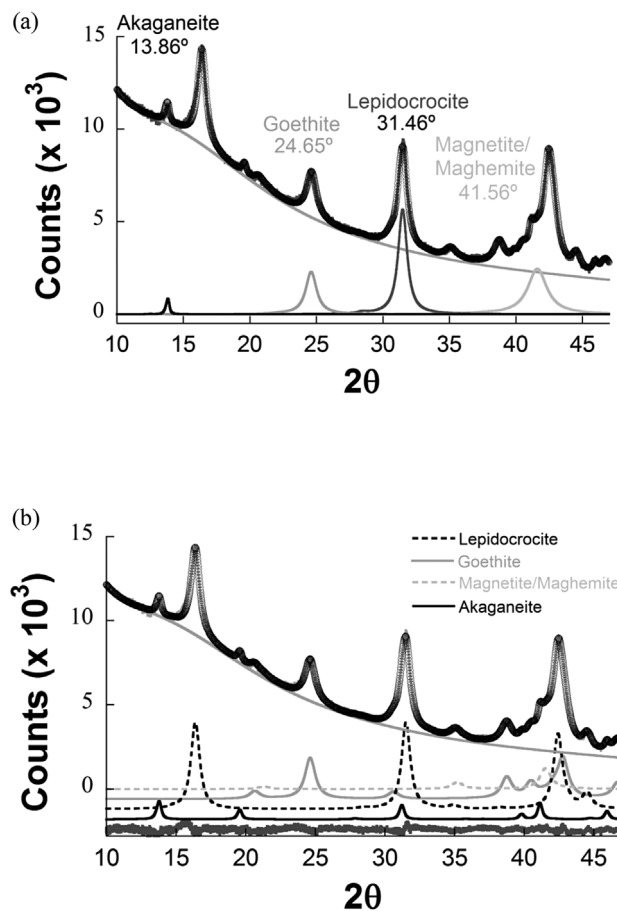 (a)
Akaganeite
13.86º
Lepidocrocite
31.46º
Goethite
24.65º
Magnetite/
Maghemite
41.56º
Counts (x 10³)
15
10
5
0
10 15 20 25 30 35 40 45
2θ
(b)
Lepidocrocite
Goethite
Magnetite/Maghemite
Akaganeite
Counts (x 10³)
15
10
5
0
10 15 20 25 30 35 40 45
2θ